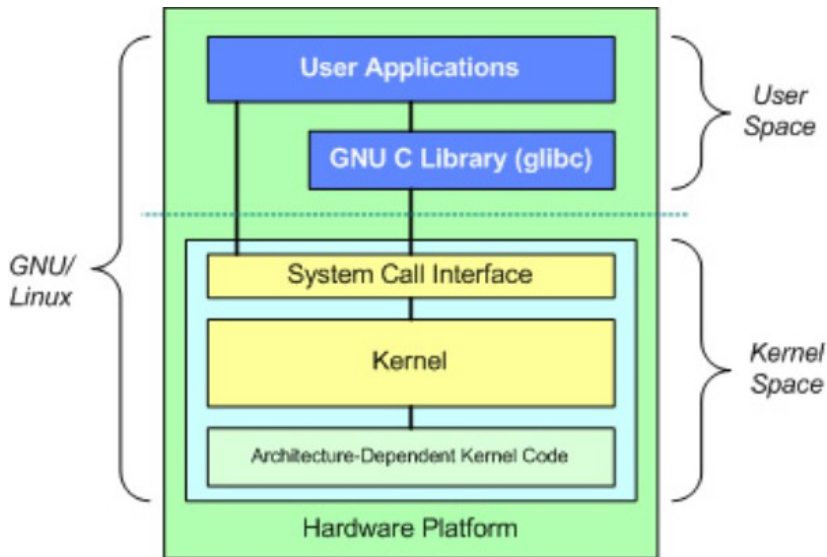 User Applications
User
Space
GNU C Library (glibc)
GNU/
Linux
System Call Interface
Kernel
Kernel
Space
Architecture-Dependent Kernel Code
Hardware Platform